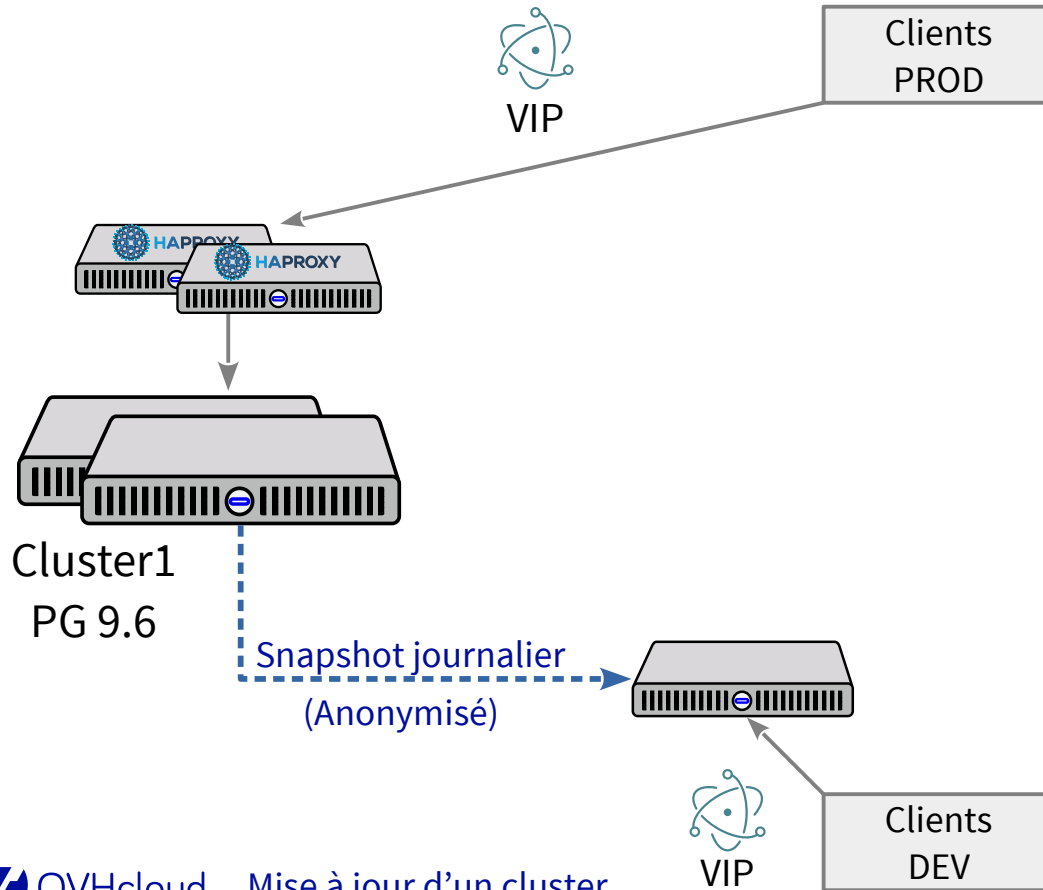 Clients
PROD
VIP
HAPROXY
HAPROXY
Cluster1
PG 9.6
Snapshot journalier
(Anonymisé)
Clients
DEV
VIP
OVHcloud Mise à jour d'un cluster